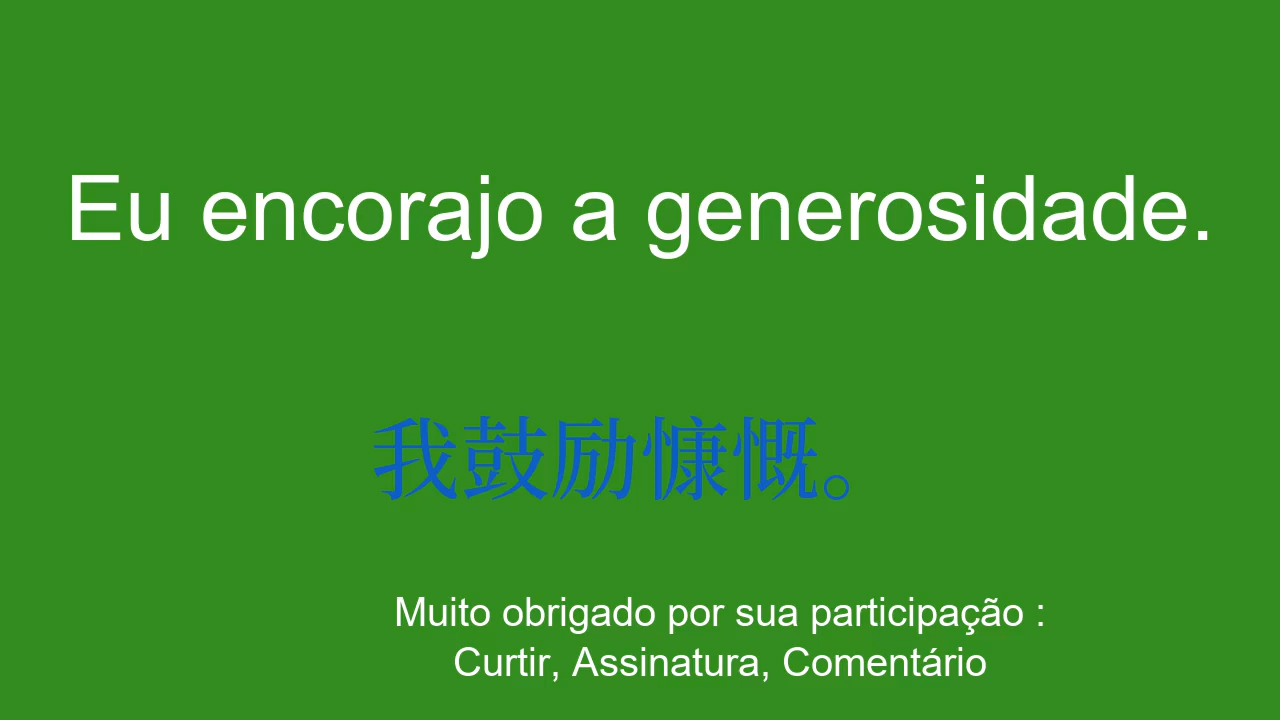 Eu encorajo a generosidade.
我鼓励慷慨。
Muito obrigado por sua participação :
Curtir, Assinatura, Comentário